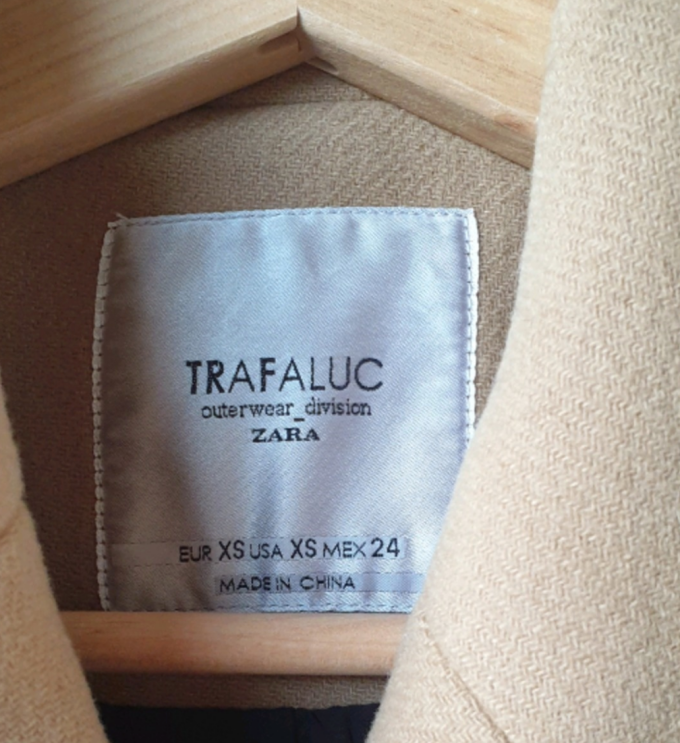 TRAFALUC
outerwear_division
ZARA
EUR XS USA XS MEX 24
MADE IN CHINA